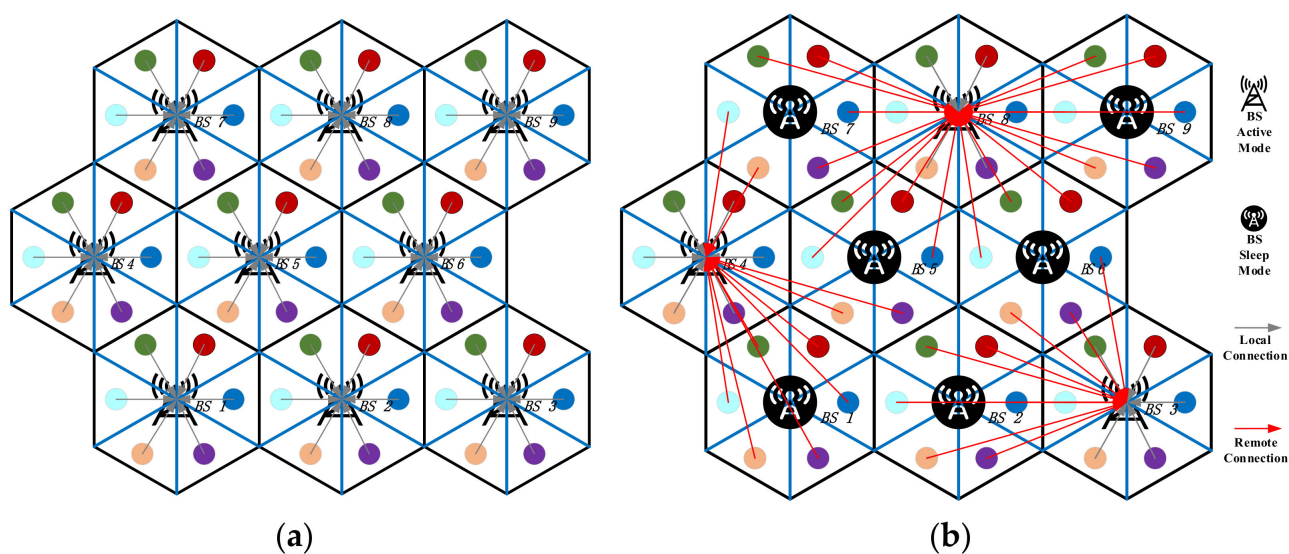 BS 7
BS 8
BS 9
BS 4
BS 5
BS 6
BS 1
BS 2
BS 3
(a)
BS 7
BS 8
BS 9
BS 4
BS 5
BS 6
BS 1
BS 2
BS 3
(b)
BS
Active
Mode
BS
Sleep
Mode
Local
Connection
Remote
Connection